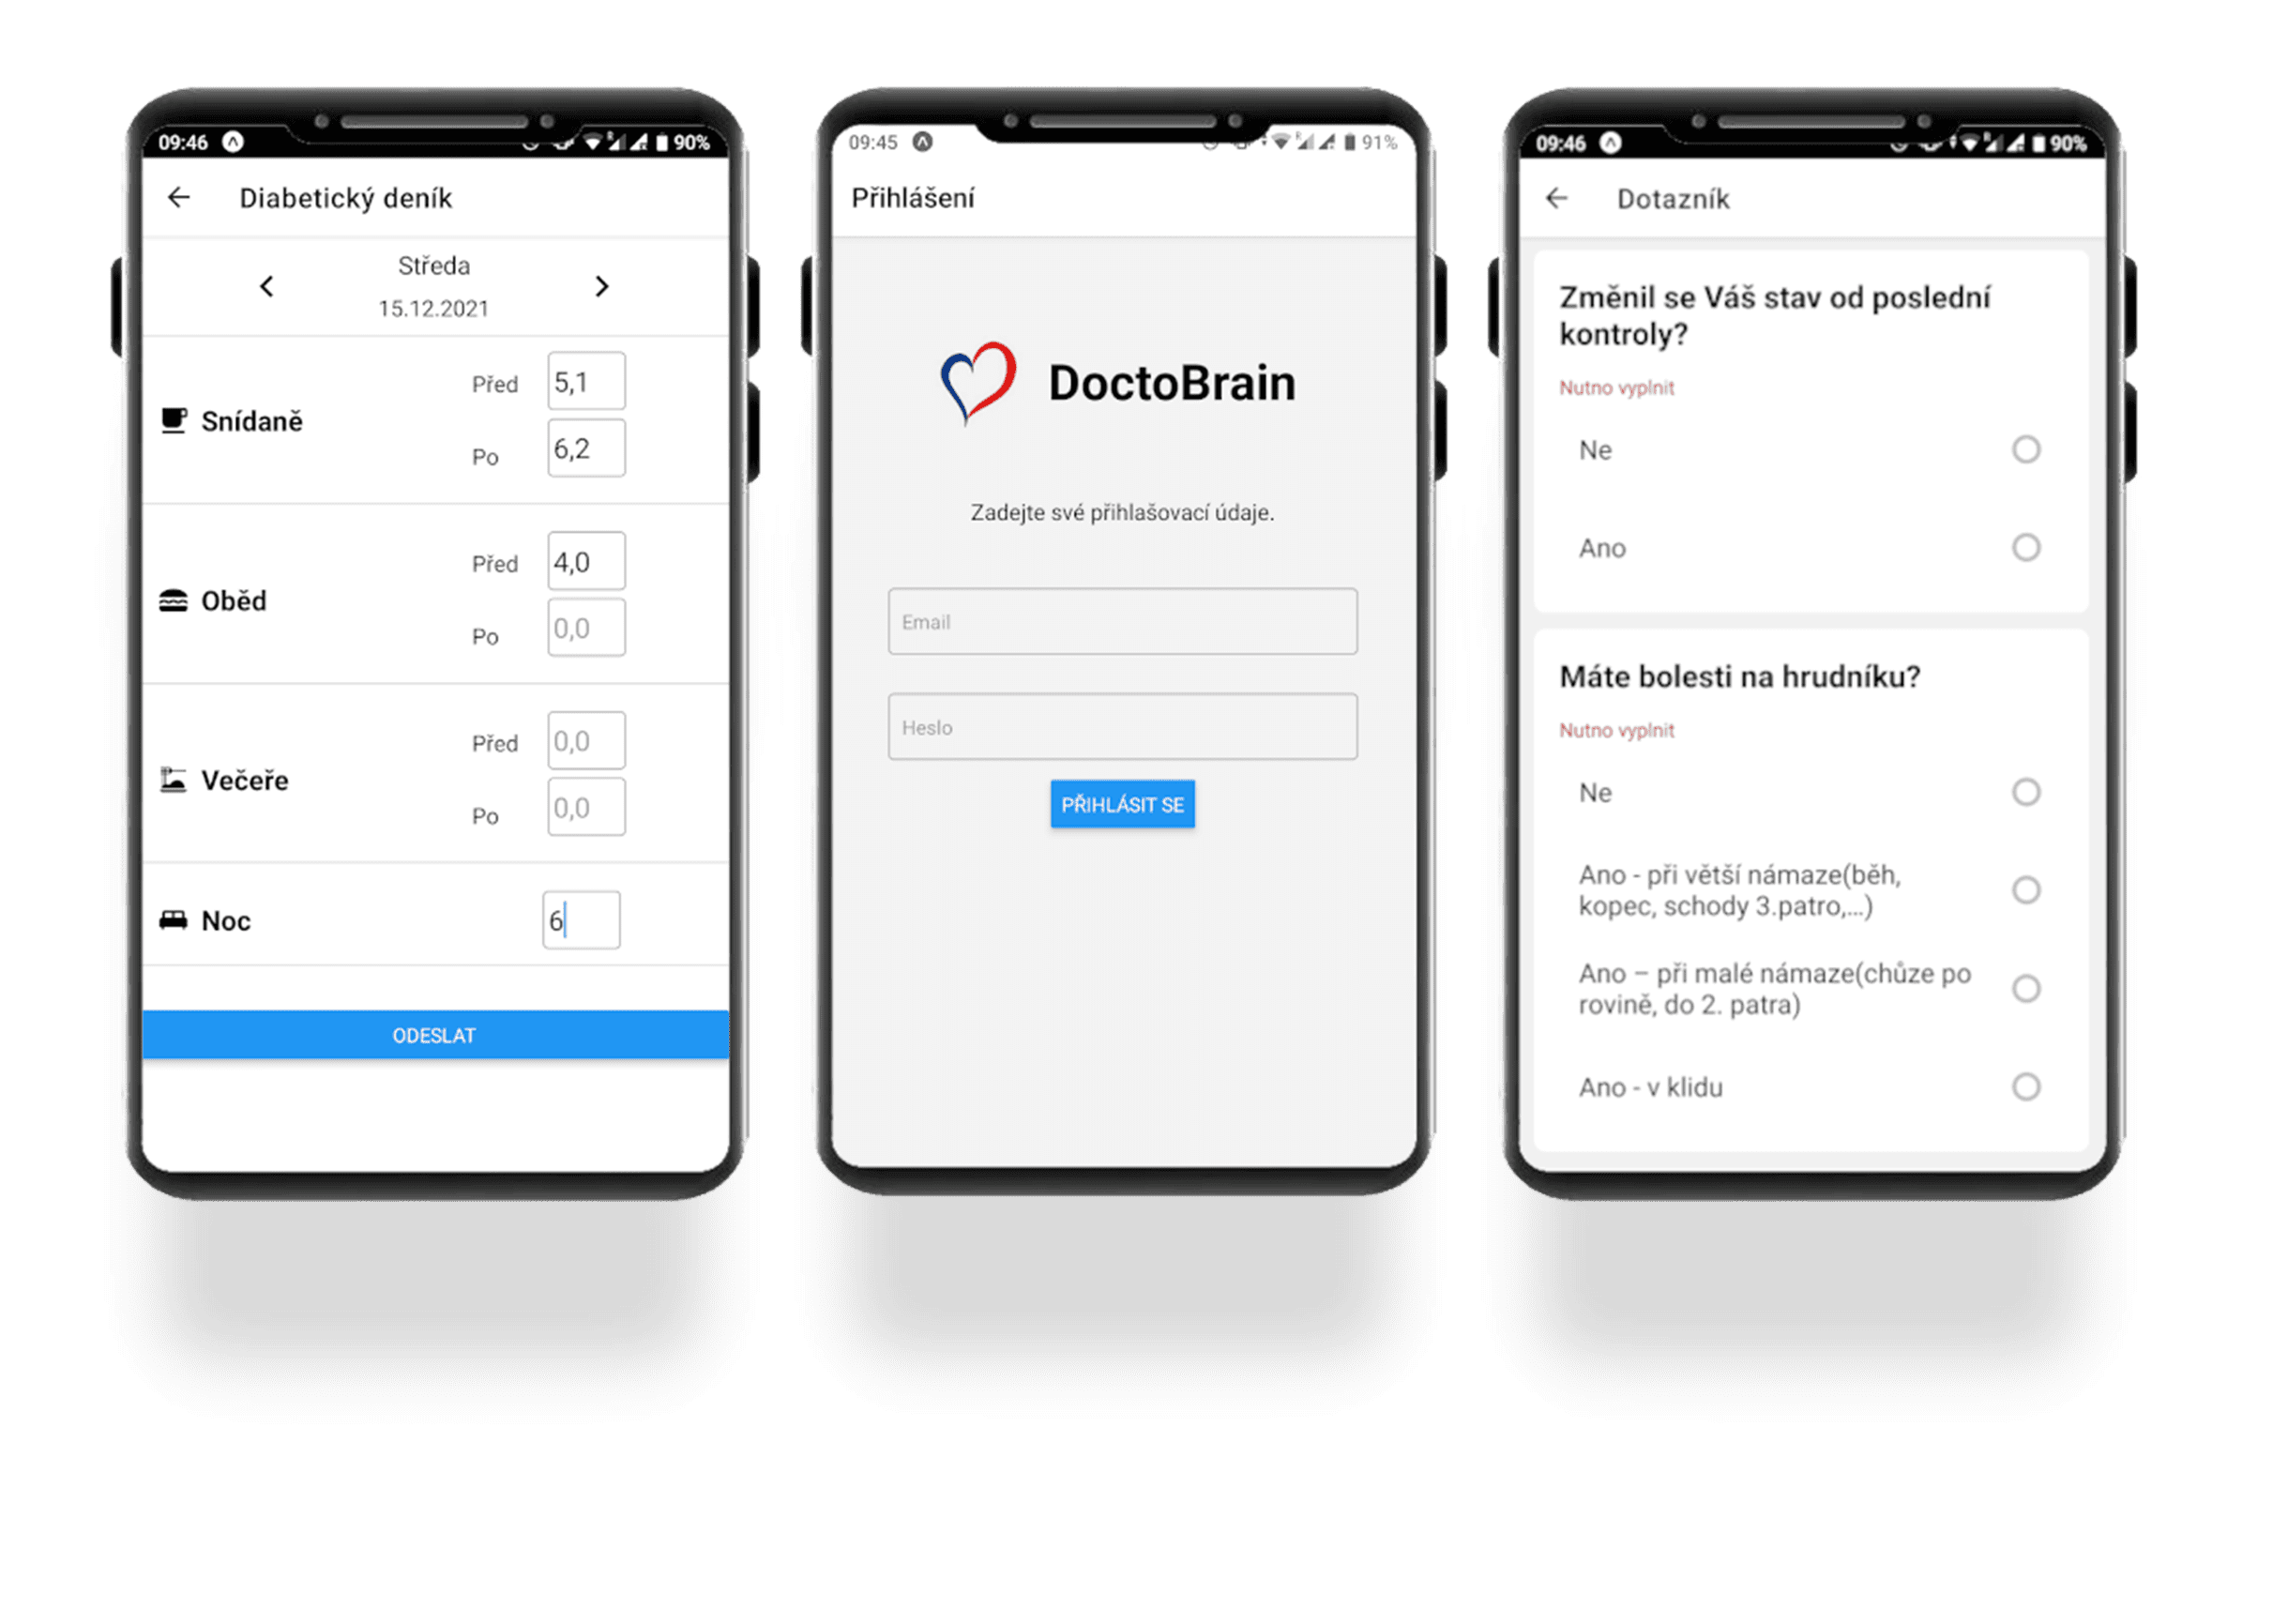 09:46
90%
Diabetický deník
Středa
15.12.2021
Snídaně
Před
5,1
Po
6,2
Oběd
Před
4,0
Po
0,0
Večeře
Před
0,0
Po
0,0
Noc
6
ODESLAT
09:45
91%
Přihlášení
DoctoBrain
Zadejte své přihlašovací údaje.
Email
Heslo
PŘIHLÁSIT SE
09:46
90%
Dotazník
Změnil se Váš stav od poslední
kontroly?
Nutno vyplnit
Ne
Ano
Máte bolesti na hrudníku?
Nutno vyplnit
Ne
Ano - při větší námaze(běh,
kopec, schody 3.patro,...)
Ano – při malé námaze(chůze po
rovině, do 2. patra)
Ano - v klidu